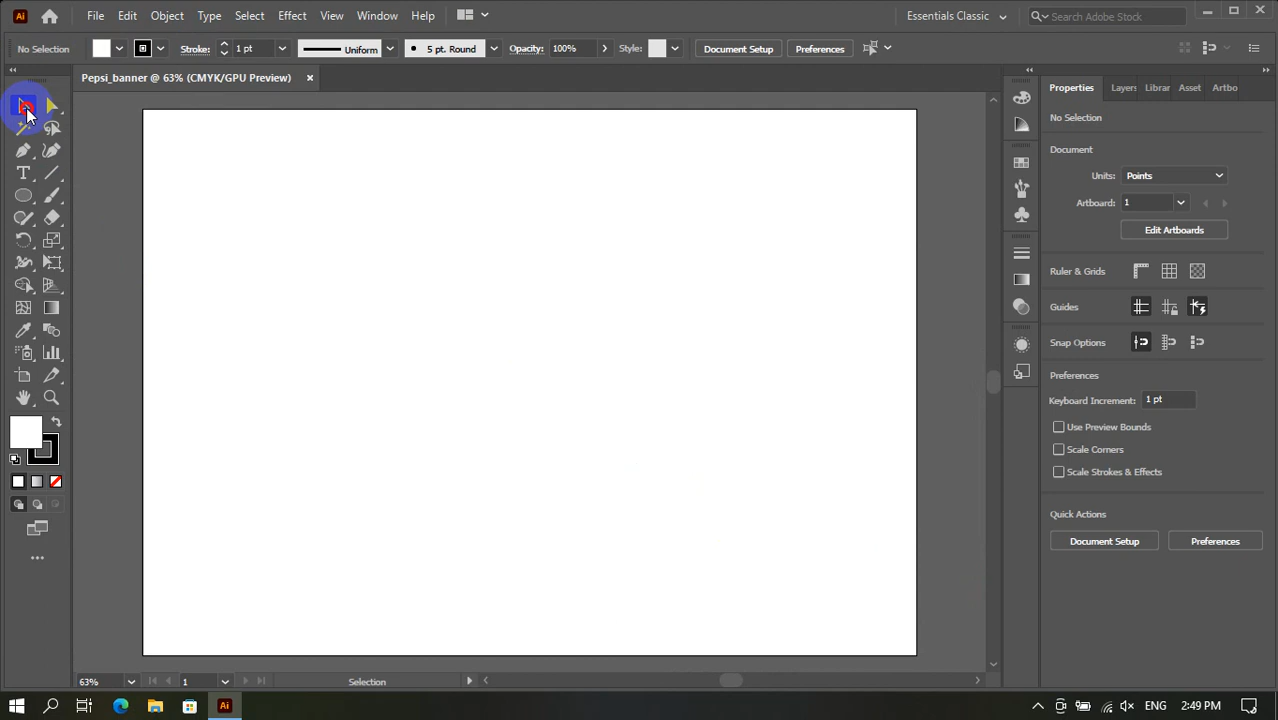 Ai File Edit Object Type Select Effect View Window Help Essentials Classic Search Adobe Stock
No Selection Stroke: 1 pt Uniform 5 pt. Round Opacity: 100% Style: Document Setup Preferences
Pepsi_banner @ 63% (CMYK/GPU Preview)
Properties Layers Librar Asset Artbo
No Selection
Document
Units: Points
Artboard: 1
Edit Artboards
Ruler & Grids
Guides
Snap Options
Preferences
Keyboard Increment: 1 pt
Use Preview Bounds
Scale Corners
Scale Strokes & Effects
Quick Actions
Document Setup Preferences
63% 1 Selection
Ai ENG 2:49 PM